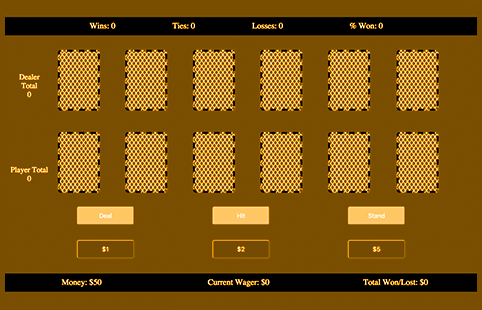 Wins: 0 Ties: 0 Losses: 0 % Won: 0
Dealer
Total
0
Player Total
0
Deal Hit Stand
$1 $2 $5
Money: $50 Current Wager: $0 Total Won/Lost: $0